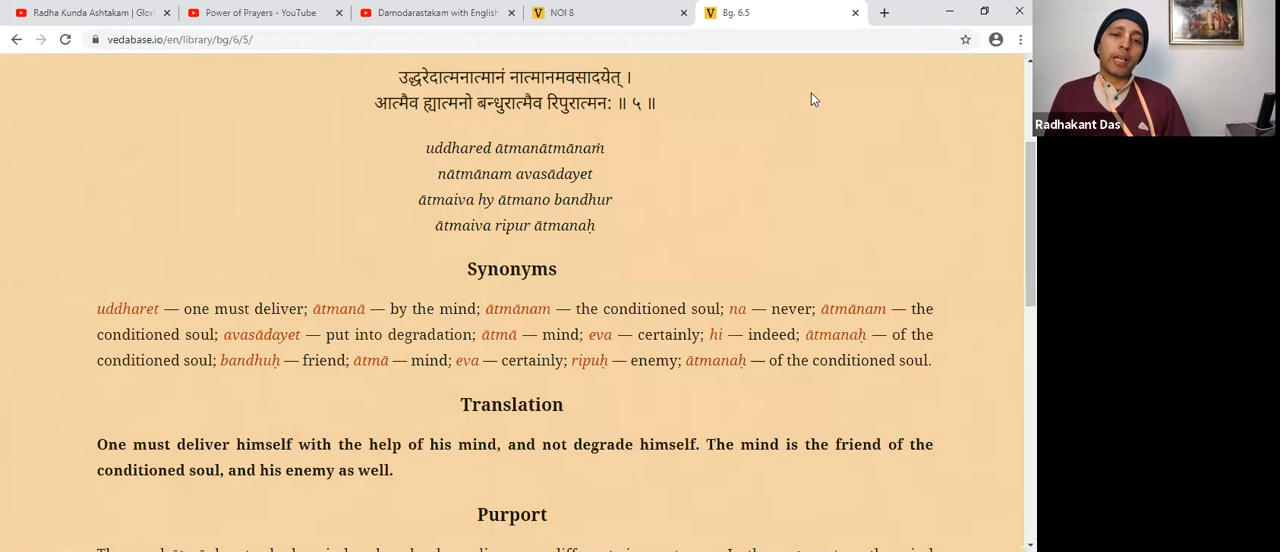 Radha Kunda Ashtakam | Glori
Power of Prayers - YouTube
Damodarastakam with English
NOI 8
Bg. 6.5
vedabase.io/en/library/bg/6/5/
Radhakant Das
उद्धरेदात्मनात्मानं नात्मानमवसादयेत् ।
आत्मैव ह्यात्मनो बन्धुरात्मैव रिपुरात्मन: ॥ ५ ॥
uddhared ātmanātmānaṁ
nātmānam avasādayet
ātmaiva hy ātmano bandhur
ātmaiva ripur ātmanaḥ
Synonyms
uddharet — one must deliver; ātmanā — by the mind; ātmānam — the conditioned soul; na — never; ātmānam — the
conditioned soul; avasādayet — put into degradation; ātmā — mind; eva — certainly; hi — indeed; ātmanaḥ — of the
conditioned soul; bandhuḥ — friend; ātmā — mind; eva — certainly; ripuḥ — enemy; ātmanaḥ — of the conditioned soul.
Translation
One must deliver himself with the help of his mind, and not degrade himself. The mind is the friend of the
conditioned soul, and his enemy as well.
Purport